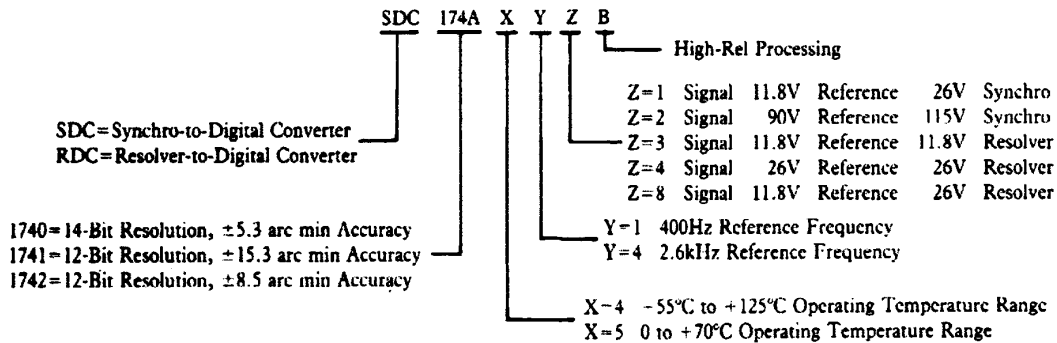 SDC 174A X Y Z B
High-Rel Processing
Z=1 Signal 11.8V Reference 26V Synchro
Z=2 Signal 90V Reference 115V Synchro
Z=3 Signal 11.8V Reference 11.8V Resolver
Z=4 Signal 26V Reference 26V Resolver
Z=8 Signal 11.8V Reference 26V Resolver
SDC=Synchro-to-Digital Converter
RDC=Resolver-to-Digital Converter
1740=14-Bit Resolution, ±5.3 arc min Accuracy
1741=12-Bit Resolution, ±15.3 arc min Accuracy
1742=12-Bit Resolution, ±8.5 arc min Accuracy
Y=1 400Hz Reference Frequency
Y=4 2.6kHz Reference Frequency
X=4 -55°C to +125°C Operating Temperature Range
X=5 0 to +70°C Operating Temperature Range